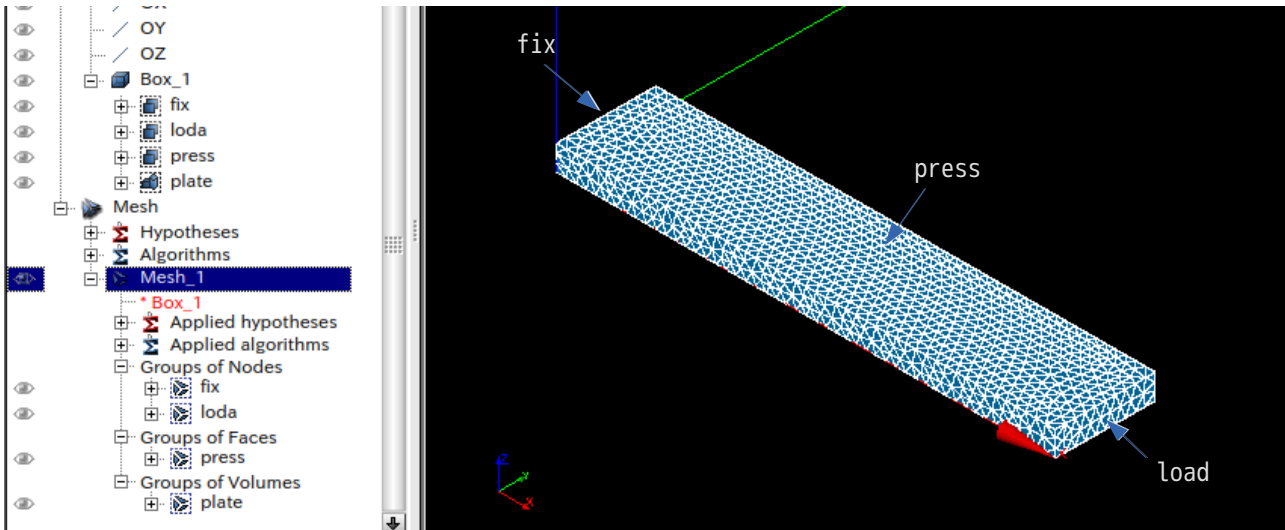 OX
OY
OZ
Box_1
fix
loda
press
plate
Mesh
Hypotheses
Algorithms
Mesh_1
* Box_1
Applied hypotheses
Applied algorithms
Groups of Nodes
fix
loda
Groups of Faces
press
Groups of Volumes
plate
fix
press
load
X
Z
Y
X